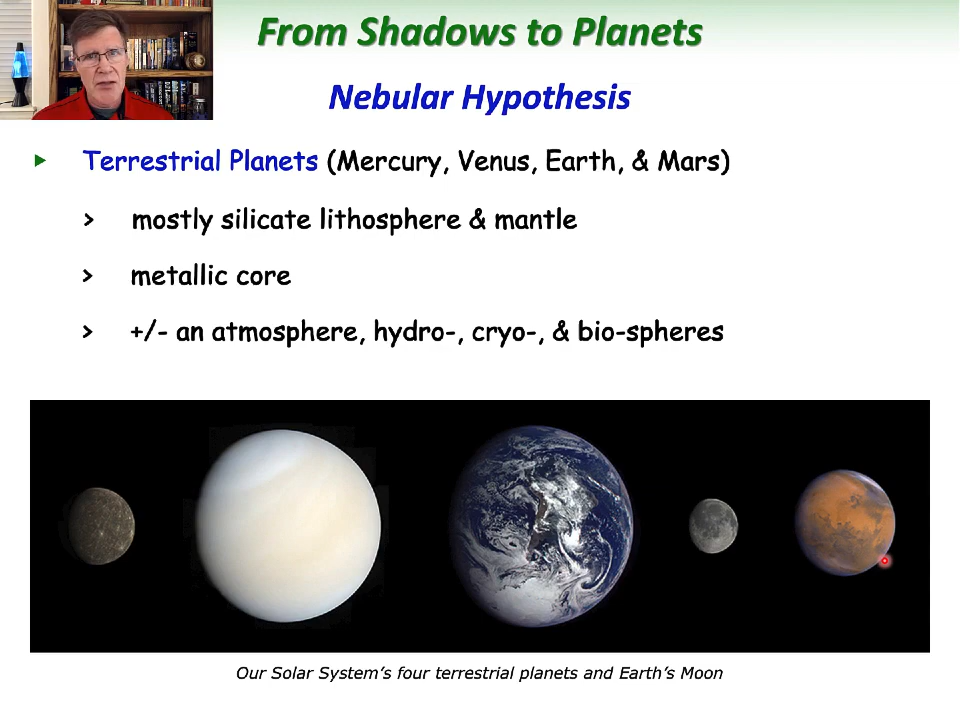 From Shadows to Planets
Nebular Hypothesis
Terrestrial Planets (Mercury, Venus, Earth, & Mars)
> mostly silicate lithosphere & mantle
> metallic core
> +/- an atmosphere, hydro-, cryo-, & bio-spheres
Our Solar System's four terrestrial planets and Earth's Moon